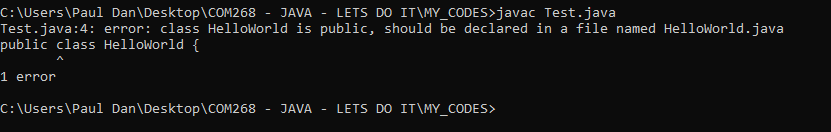 C:\Users\Paul Dan\Desktop\COM268 - JAVA - LETS DO IT\MY_CODES>javac Test.java
Test.java:4: error: class HelloWorld is public, should be declared in a file named HelloWorld.java
public class HelloWorld {
       ^
1 error
C:\Users\Paul Dan\Desktop\COM268 - JAVA - LETS DO IT\MY_CODES>